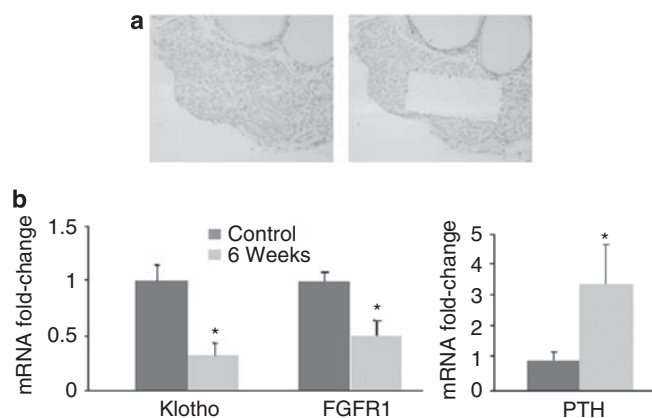 a
b
mRNA fold-change
1.5
1
0.5
0
Control
6 Weeks
*
*
Klotho
FGFR1
mRNA fold-change
5
4
3
2
1
0
*
PTH